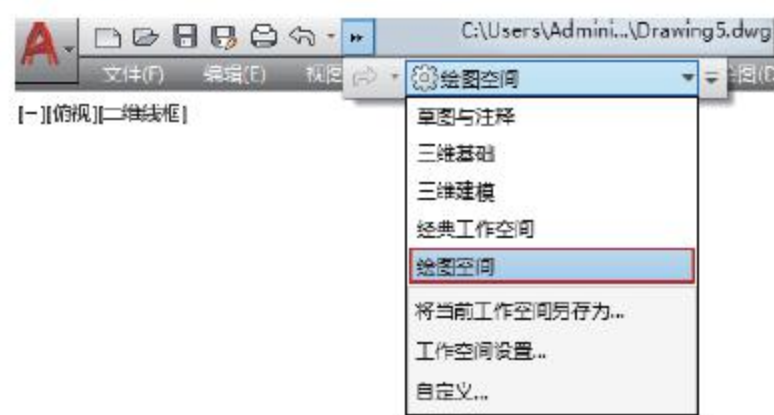 C:\Users\Admini...\Drawing5.dwg
文件(F) 编辑(E) 视图 绘图空间
[-][俯视][二维线框]
草图与注释
三维基础
三维建模
经典工作空间
绘图空间
将当前工作空间另存为...
工作空间设置...
自定义...